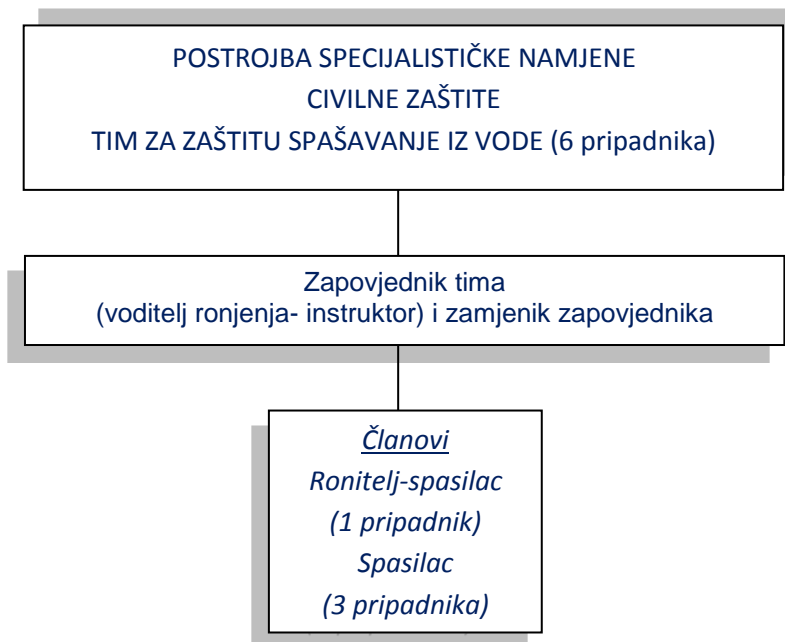 POSTROJBA SPECIJALISTIČKE NAMJENE
CIVILNE ZAŠTITE
TIM ZA ZAŠTITU SPAŠAVANJE IZ VODE (6 pripadnika)
Zapovjednik tima
(voditelj ronjenja- instruktor) i zamjenik zapovjednika
Članovi
Ronitelj-spasilac
(1 pripadnik)
Spasilac
(3 pripadnika)